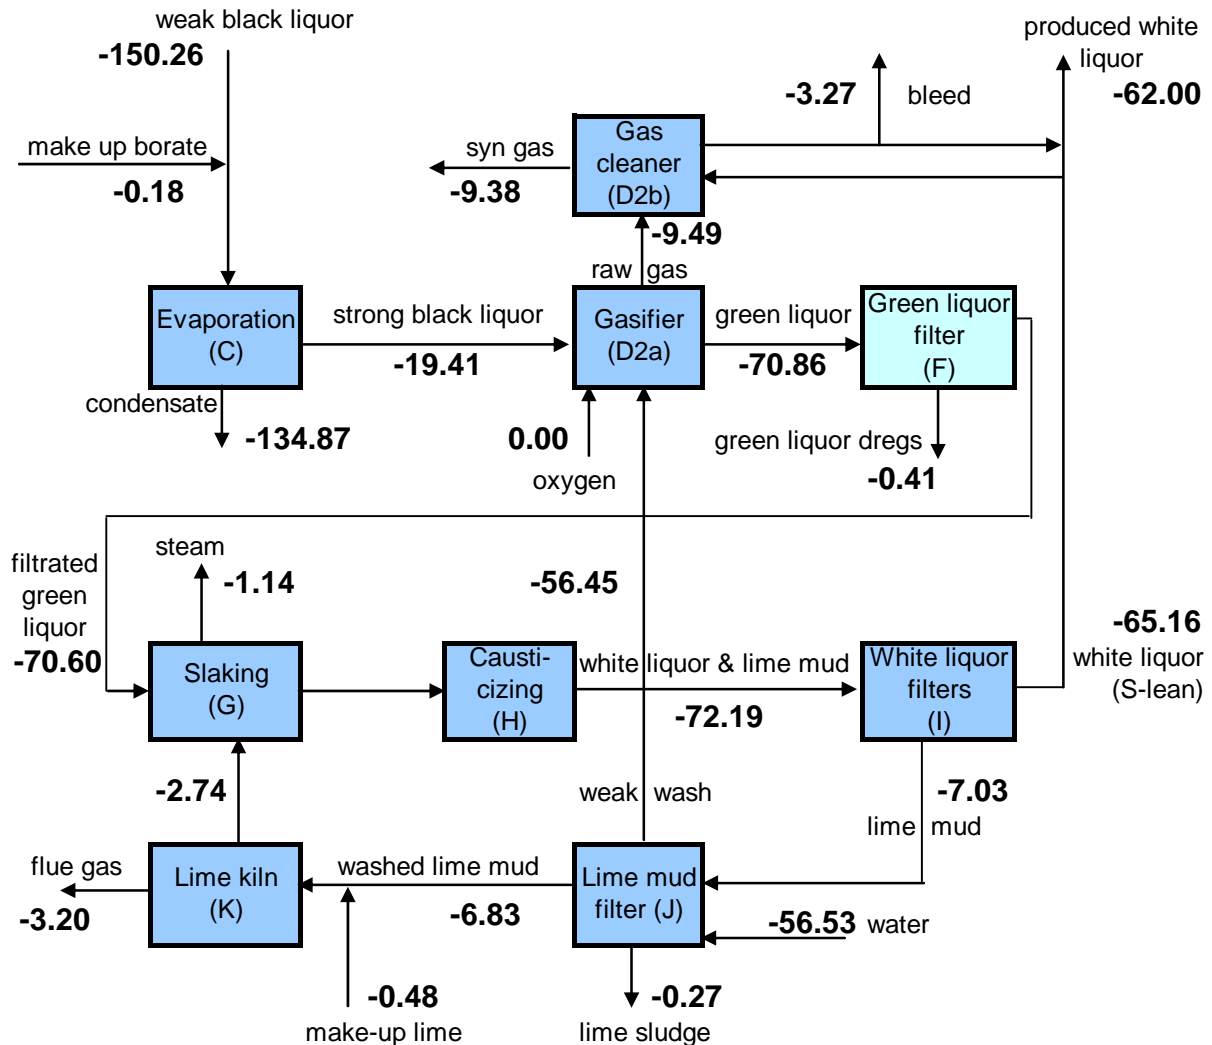 weak black liquor
-150.26
produced white
liquor
-62.00
-3.27
bleed
make up borate
-0.18
syn gas
-9.38
Gas
cleaner
(D2b)
-9.49
raw gas
Evaporation
(C)
strong black liquor
-19.41
Gasifier
(D2a)
green liquor
-70.86
Green liquor
filter
(F)
condensate
-134.87
0.00
oxygen
green liquor dregs
-0.41
filtrated
green
liquor
-70.60
steam
-1.14
-56.45
Slaking
(G)
Causti-
cizing
(H)
white liquor & lime mud
-72.19
White liquor
filters
(I)
-65.16
white liquor
(S-lean)
-2.74
weak wash
-7.03
lime mud
flue gas
-3.20
Lime kiln
(K)
washed lime mud
-6.83
Lime mud
filter (J)
-56.53 water
-0.48
make-up lime
-0.27
lime sludge